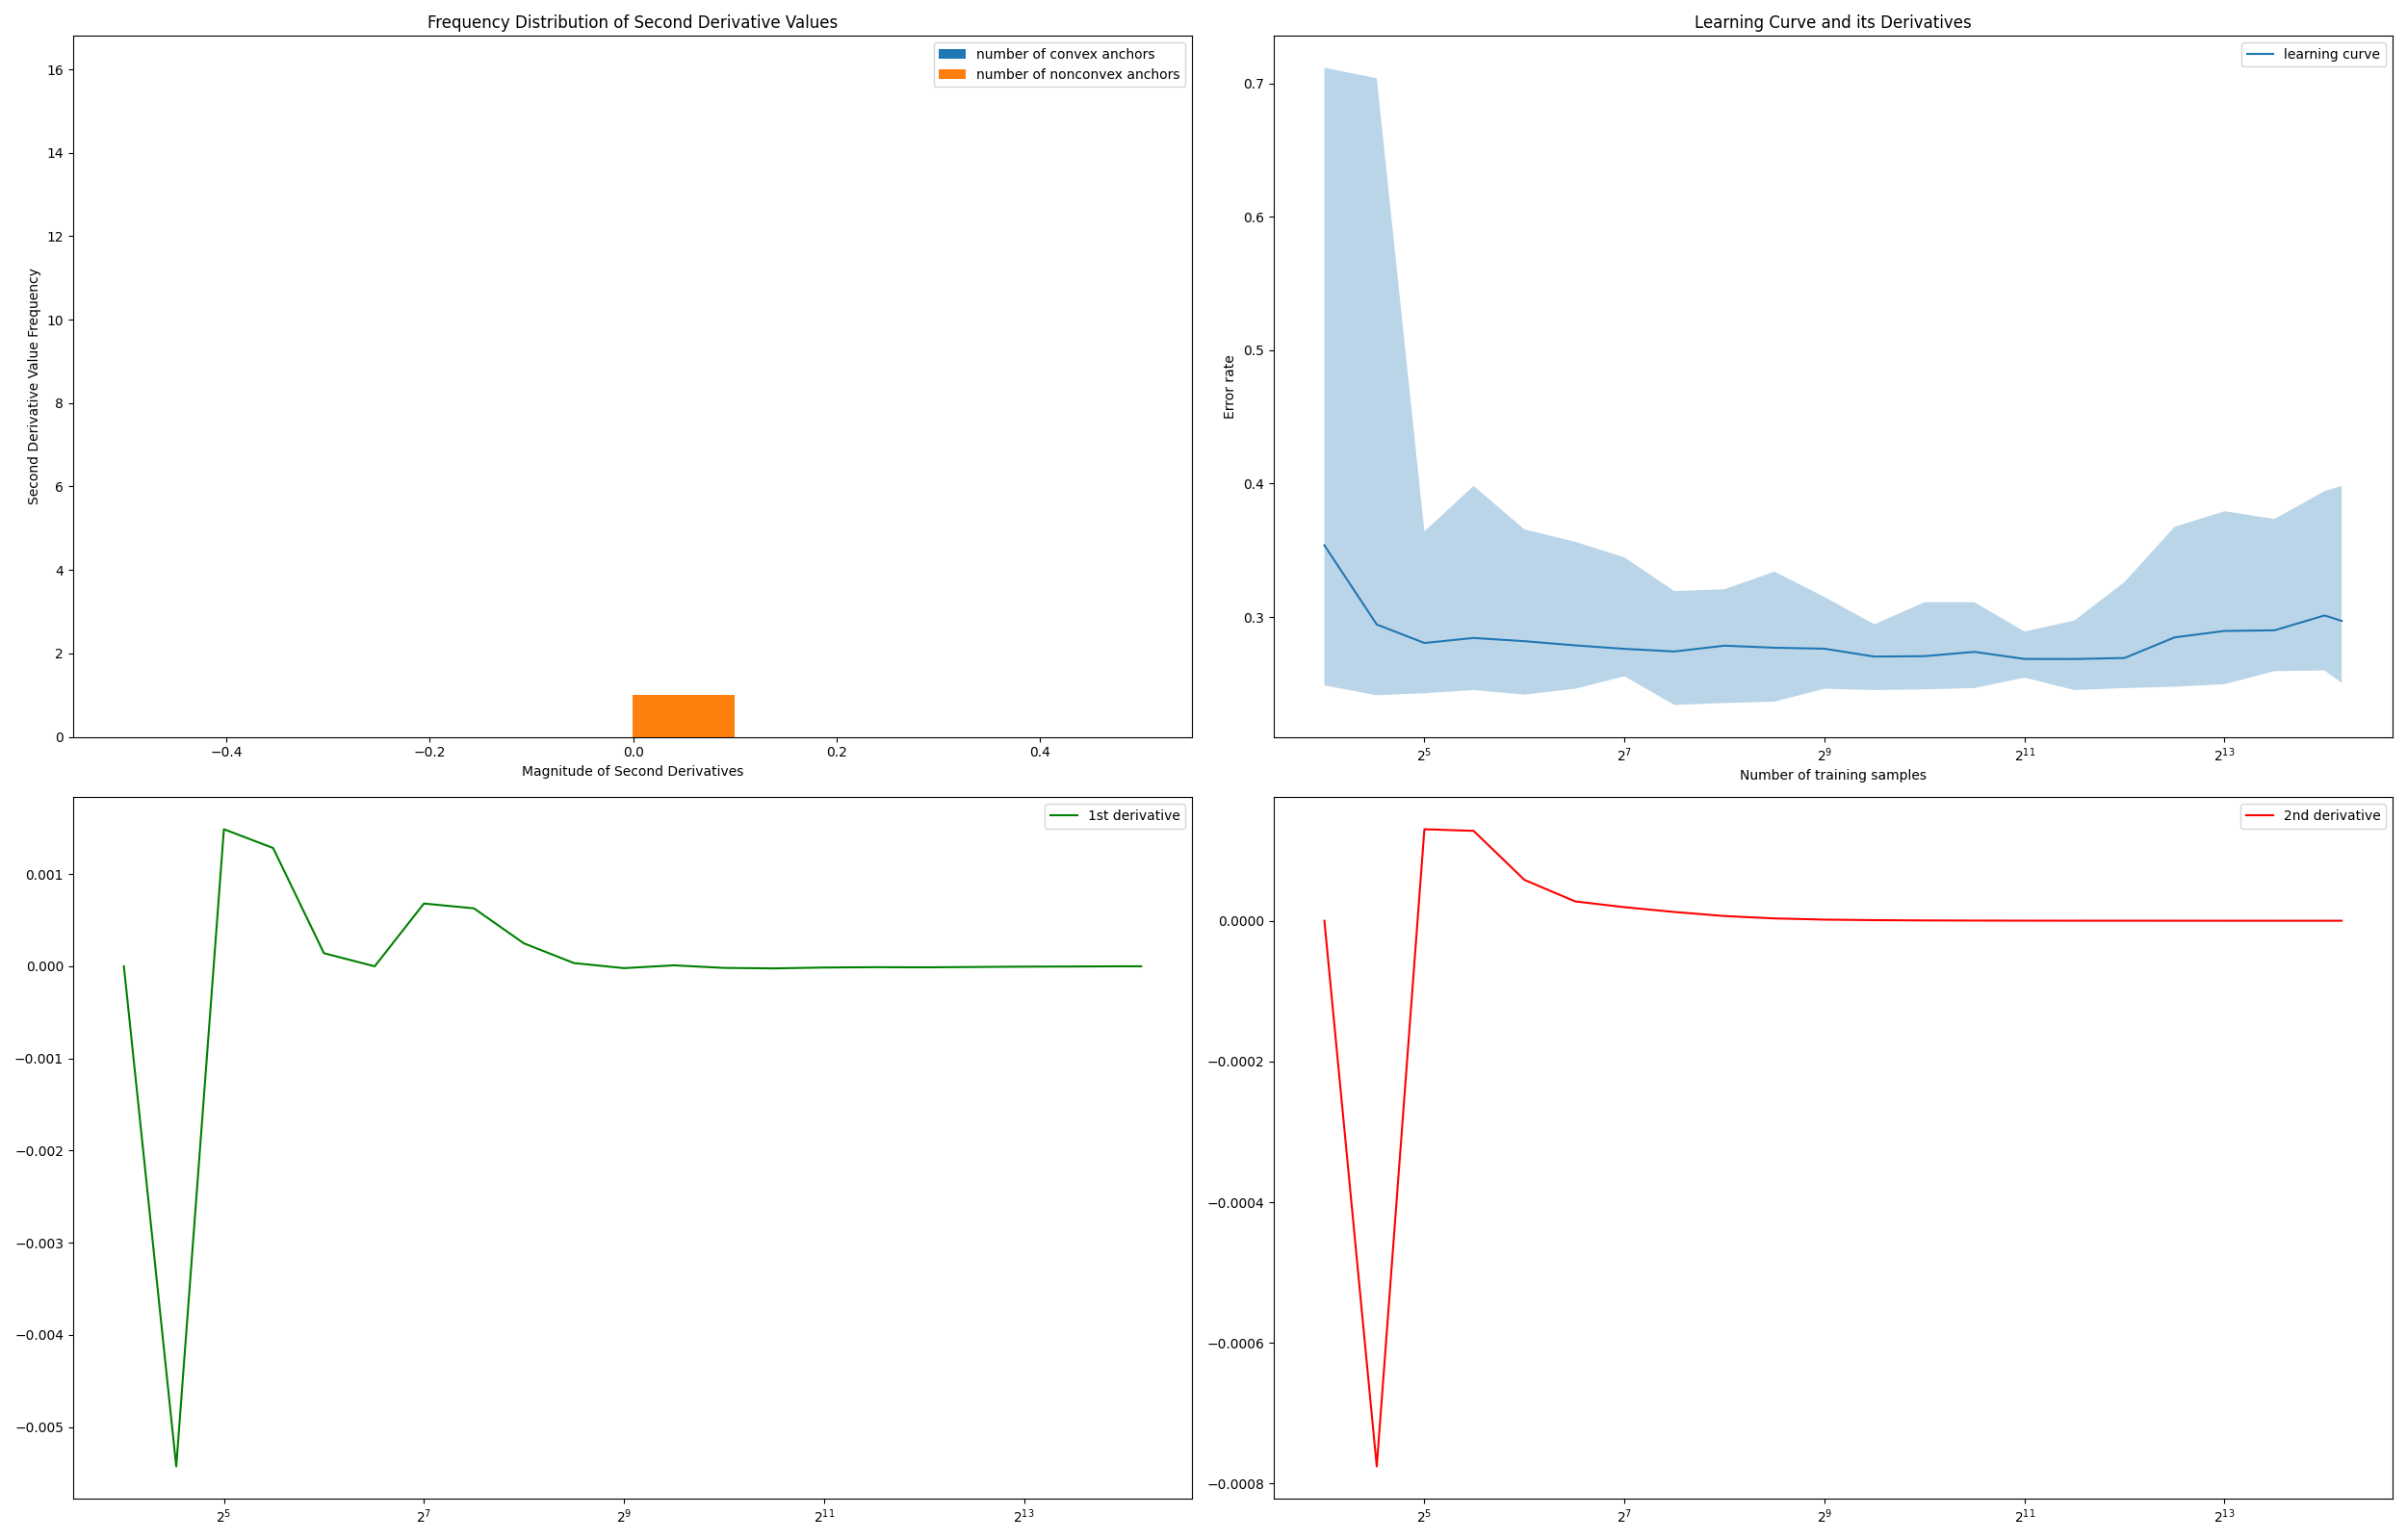 Frequency Distribution of Second Derivative Values
number of convex anchors
number of nonconvex anchors
16
14
12
10
8
6
4
2
0
Second Derivative Value Frequency
−0.4 −0.2 0.0 0.2 0.4
Magnitude of Second Derivatives
Learning Curve and its Derivatives
learning curve
0.7
0.6
0.5
0.4
0.3
Error rate
2^5 2^7 2^9 2^11 2^13
Number of training samples
1st derivative
0.001
0.000
−0.001
−0.002
−0.003
−0.004
−0.005
2^5 2^7 2^9 2^11 2^13
2nd derivative
0.0000
−0.0002
−0.0004
−0.0006
−0.0008
2^5 2^7 2^9 2^11 2^13